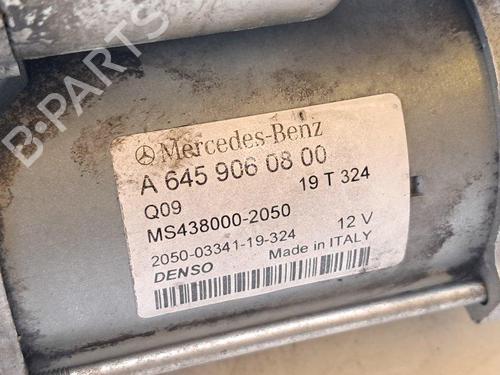 B-PARTS
Mercedes-Benz
A 645 906 08 00
Q09 19 T 324
MS438000-2050
2050-03341-19-324 12 V
DENSO Made in ITALY